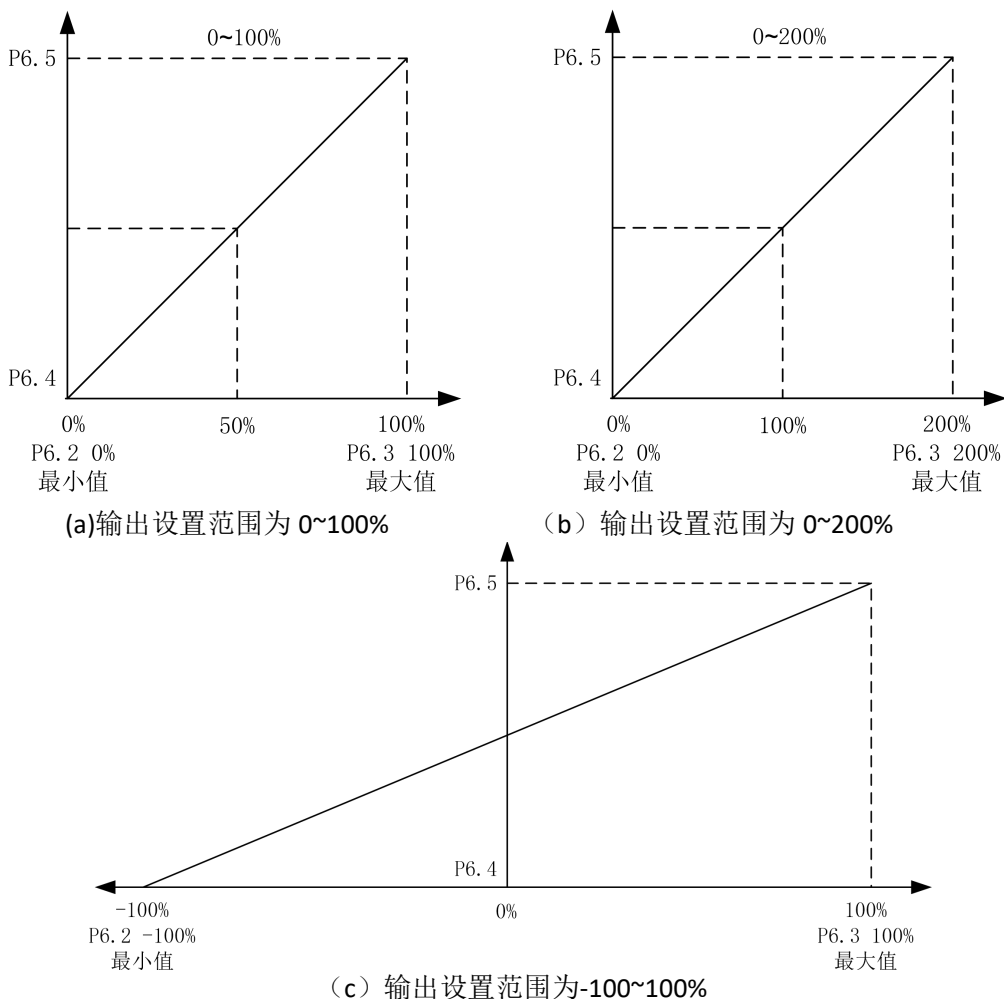 0~100%
P6.5
P6.4
0%
50%
100%
P6.2 0%
P6.3 100%
最小值
最大值
(a)输出设置范围为 0~100%
0~200%
P6.5
P6.4
0%
100%
200%
P6.2 0%
P6.3 200%
最小值
最大值
（b）输出设置范围为 0~200%
P6.5
P6.4
-100%
0%
100%
P6.2 -100%
P6.3 100%
最小值
最大值
（c）输出设置范围为-100~100%